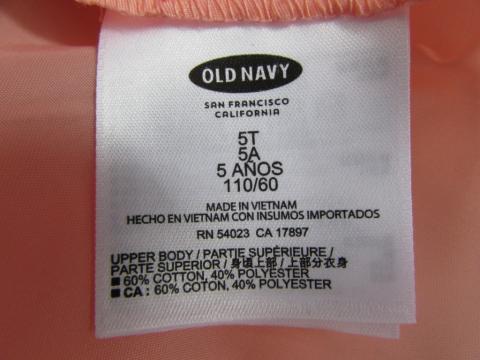 OLD NAVY
SAN FRANCISCO
CALIFORNIA
5T
5A
5 AÑOS
110/60
MADE IN VIETNAM
HECHO EN VIETNAM CON INSUMOS IMPORTADOS
RN 54023 CA 17897
UPPER BODY / PARTIE SUPÉRIEURE /
PARTE SUPERIOR / 身頃上部 / 上部分衣身
■ 60% COTTON, 40% POLYESTER
■ CA : 60% COTON, 40% POLYESTER